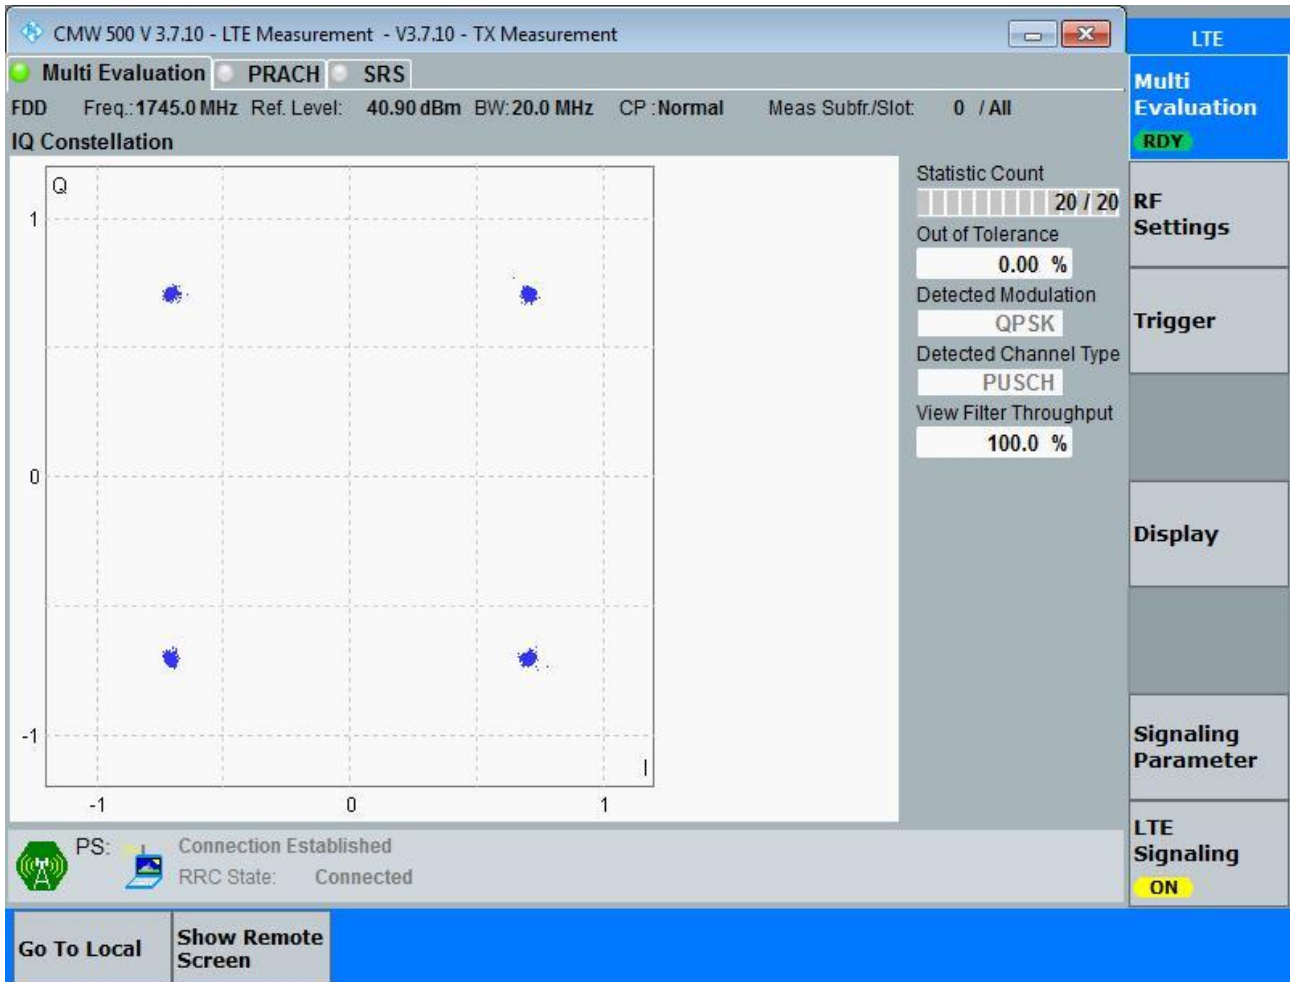 CMW 500 V 3.7.10 - LTE Measurement - V3.7.10 - TX Measurement
LTE
Multi Evaluation PRACH SRS
FDD Freq.: 1745.0 MHz Ref. Level: 40.90 dBm BW: 20.0 MHz CP : Normal Meas Subfr./Slot: 0 / All
IQ Constellation
Q
1
0
-1
I
-1 0 1
Statistic Count
20 / 20
Out of Tolerance
0.00 %
Detected Modulation
QPSK
Detected Channel Type
PUSCH
View Filter Throughput
100.0 %
Multi
Evaluation
RDY
RF
Settings
Trigger
Display
Signaling
Parameter
LTE
Signaling
ON
PS: Connection Established
RRC State: Connected
Go To Local
Show Remote
Screen